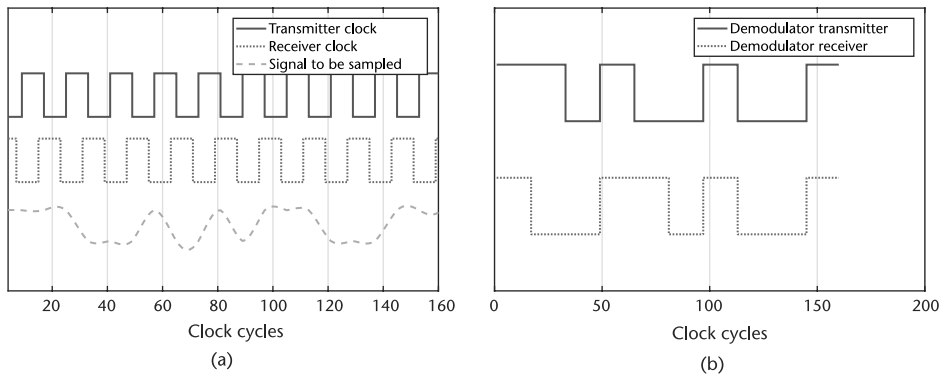 Transmitter clock
Receiver clock
Signal to be sampled
20 40 60 80 100 120 140 160
Clock cycles
(a)
Demodulator transmitter
Demodulator receiver
0 50 100 150 200
Clock cycles
(b)